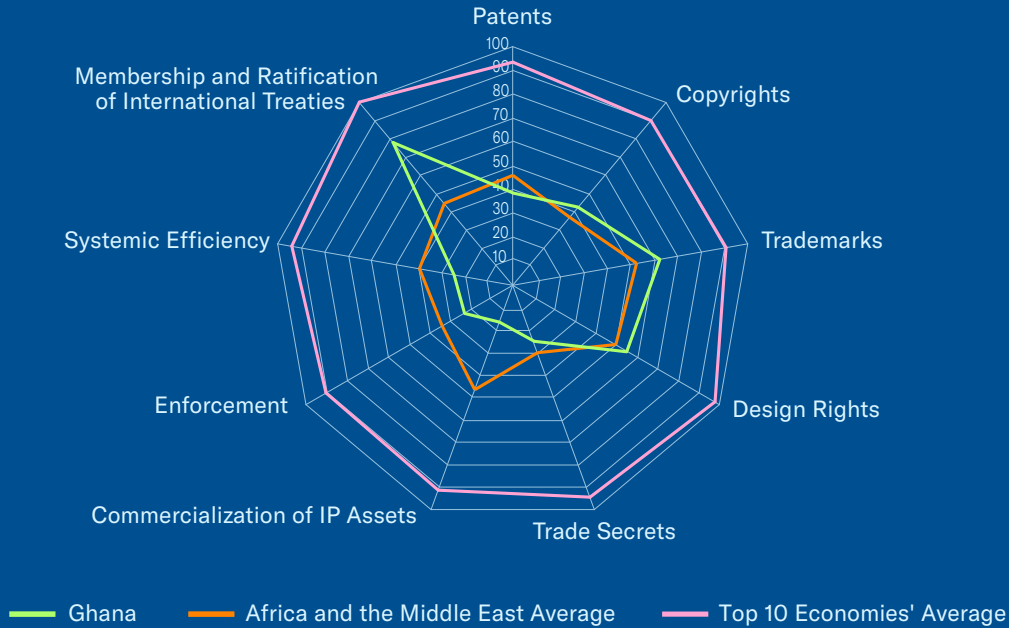 Patents
100
90
80
70
60
50
40
30
20
10
Membership and Ratification
of International Treaties
Copyrights
Systemic Efficiency
Trademarks
Enforcement
Design Rights
Commercialization of IP Assets
Trade Secrets
Ghana
Africa and the Middle East Average
Top 10 Economies' Average